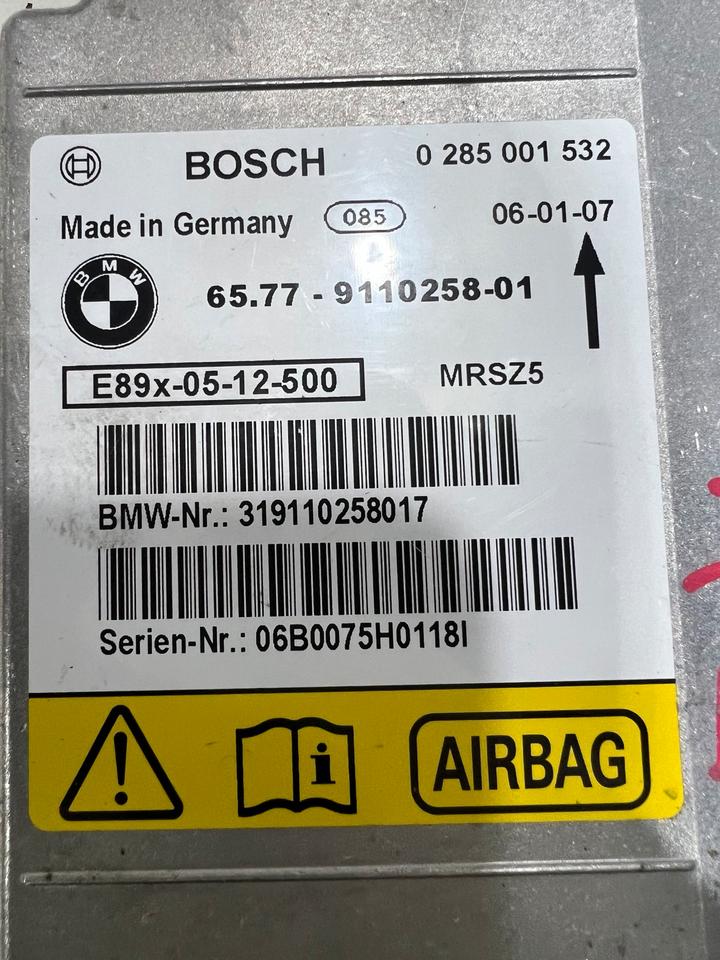 BOSCH 0 285 001 532
Made in Germany 085 06-01-07
BMW 65.77 - 9110258-01
E89x-05-12-500 MRSZ5
BMW-Nr.: 319110258017
Serien-Nr.: 06B0075H0118I
i AIRBAG